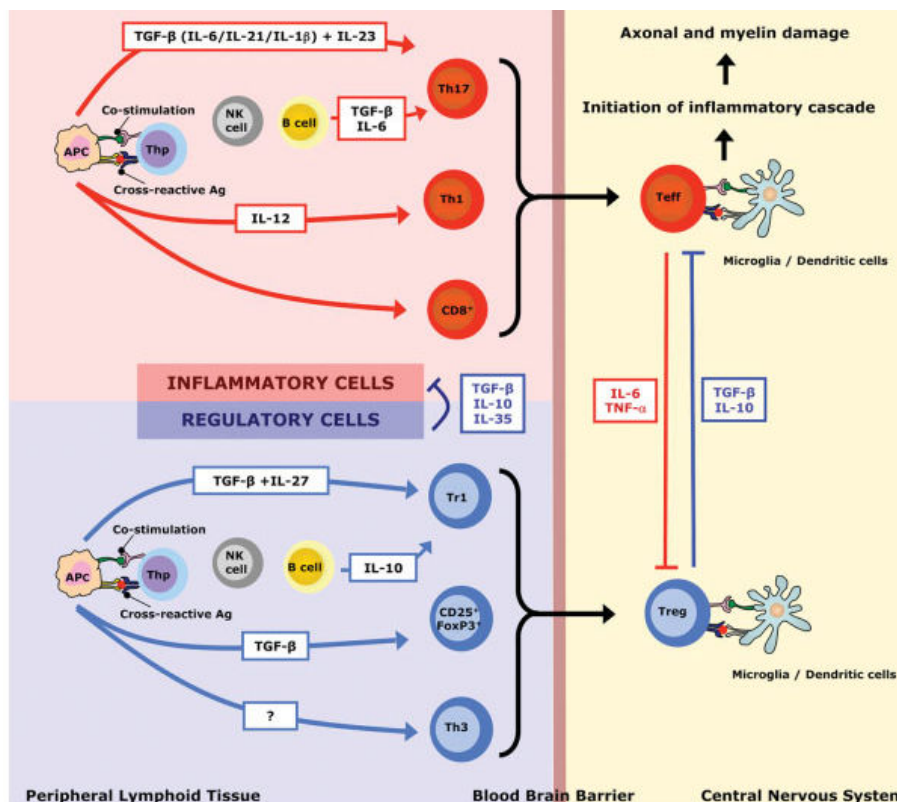 TGF-β (IL-6/IL-21/IL-1β) + IL-23
Axonal and myelin damage
Initiation of inflammatory cascade
Co-stimulation
APC
Thp
Cross-reactive Ag
NK
cell
B cell
TGF-β
IL-6
Th17
IL-12
Th1
CD8⁺
Teff
Microglia / Dendritic cells
INFLAMMATORY CELLS
REGULATORY CELLS
TGF-β
IL-10
IL-35
IL-6
TNF-α
TGF-β
IL-10
TGF-β +IL-27
Tr1
Co-stimulation
APC
Thp
Cross-reactive Ag
NK
cell
B cell
IL-10
CD25⁺
FoxP3⁺
TGF-β
?
Th3
Treg
Microglia / Dendritic cells
Peripheral Lymphoid Tissue
Blood Brain Barrier
Central Nervous System